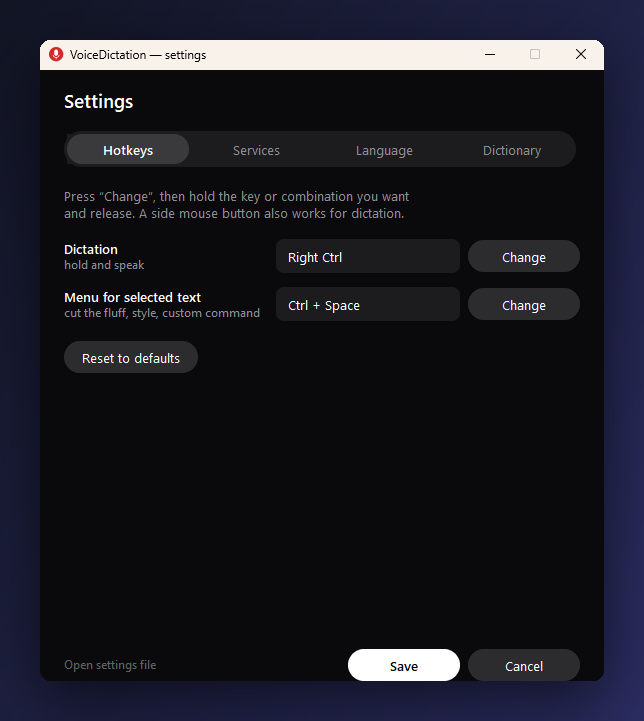 VoiceDictation — settings
Settings
Hotkeys Services Language Dictionary
Press “Change”, then hold the key or combination you want
and release. A side mouse button also works for dictation.
Dictation
hold and speak
Right Ctrl
Change
Menu for selected text
cut the fluff, style, custom command
Ctrl + Space
Change
Reset to defaults
Open settings file
Save
Cancel